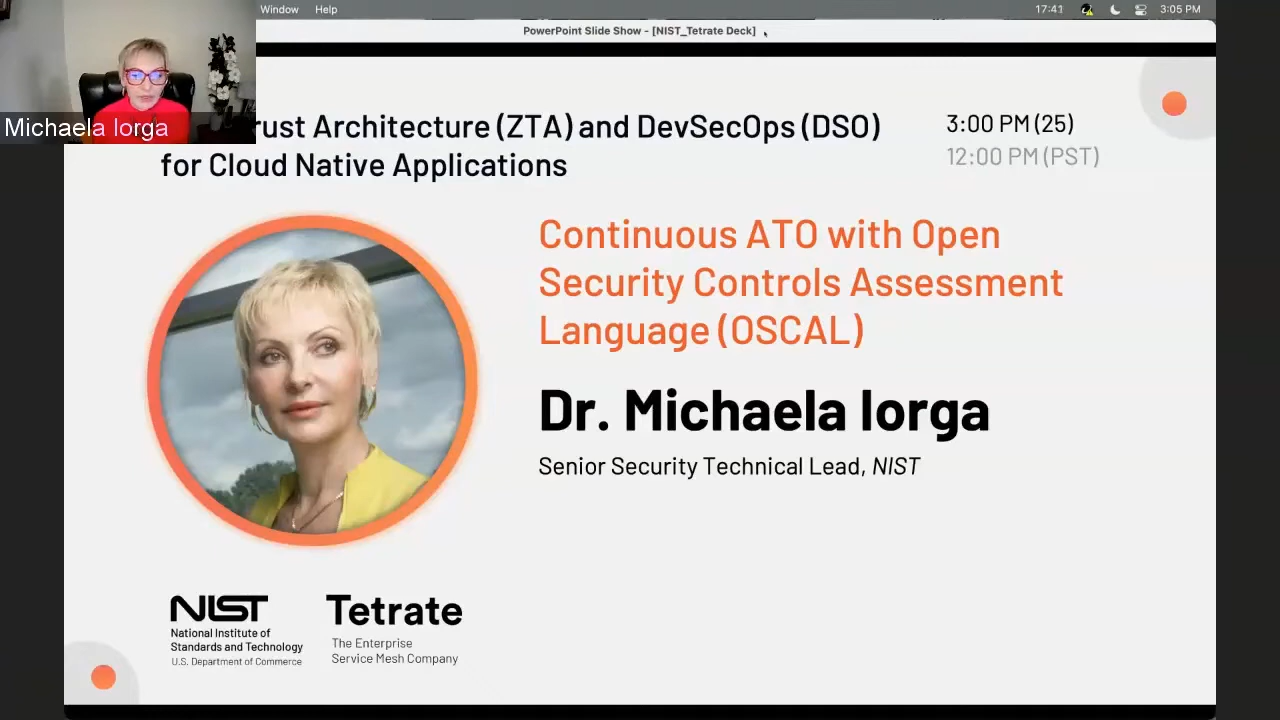 Window Help
17:41
3:05 PM
PowerPoint Slide Show - [NIST_Tetrate Deck]
Michaela Iorga
rust Architecture (ZTA) and DevSecOps (DSO)
for Cloud Native Applications
3:00 PM (25)
12:00 PM (PST)
Continuous ATO with Open
Security Controls Assessment
Language (OSCAL)
Dr. Michaela Iorga
Senior Security Technical Lead, NIST
NIST
National Institute of
Standards and Technology
U.S. Department of Commerce
Tetrate
The Enterprise
Service Mesh Company